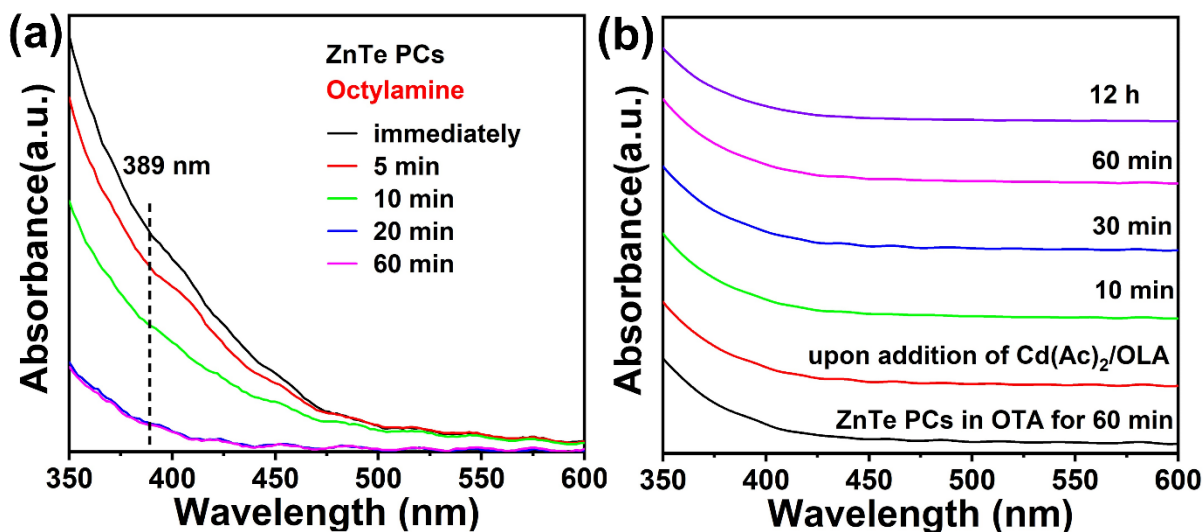 (a)
ZnTe PCs
Octylamine
immediately
5 min
10 min
20 min
60 min
389 nm
Absorbance(a.u.)
350 400 450 500 550 600
Wavelength (nm)
(b)
12 h
60 min
30 min
10 min
upon addition of Cd(Ac)₂/OLA
ZnTe PCs in OTA for 60 min
Absorbance(a.u.)
350 400 450 500 550 600
Wavelength (nm)